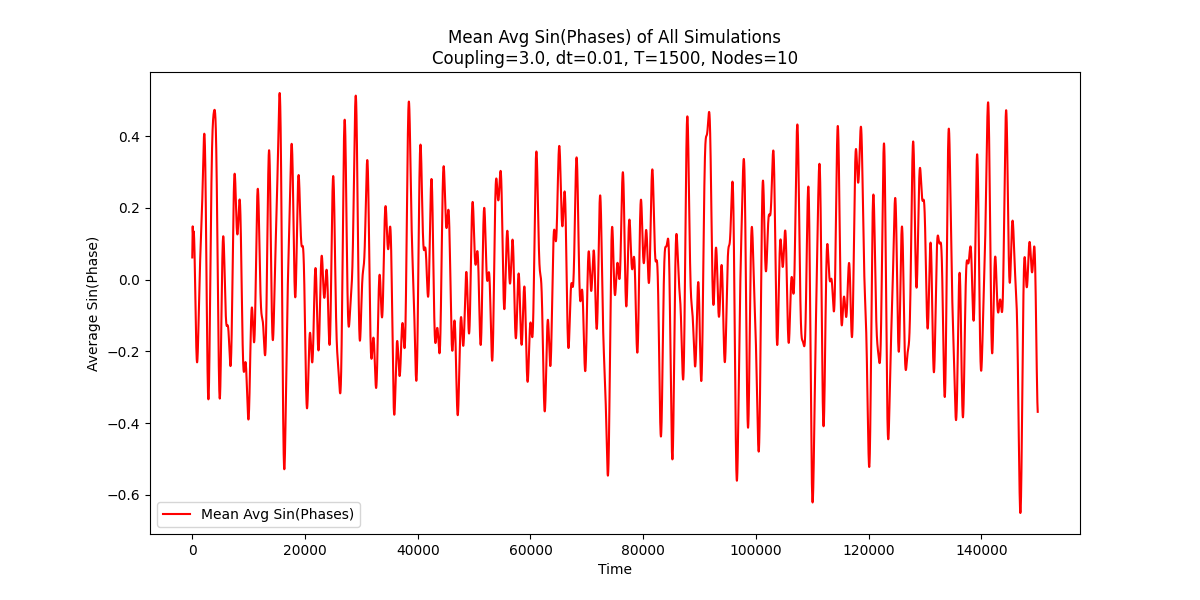 Mean Avg Sin(Phases) of All Simulations
Coupling=3.0, dt=0.01, T=1500, Nodes=10
Average Sin(Phase)
0.4
0.2
0.0
−0.2
−0.4
−0.6
Mean Avg Sin(Phases)
0 20000 40000 60000 80000 100000 120000 140000
Time